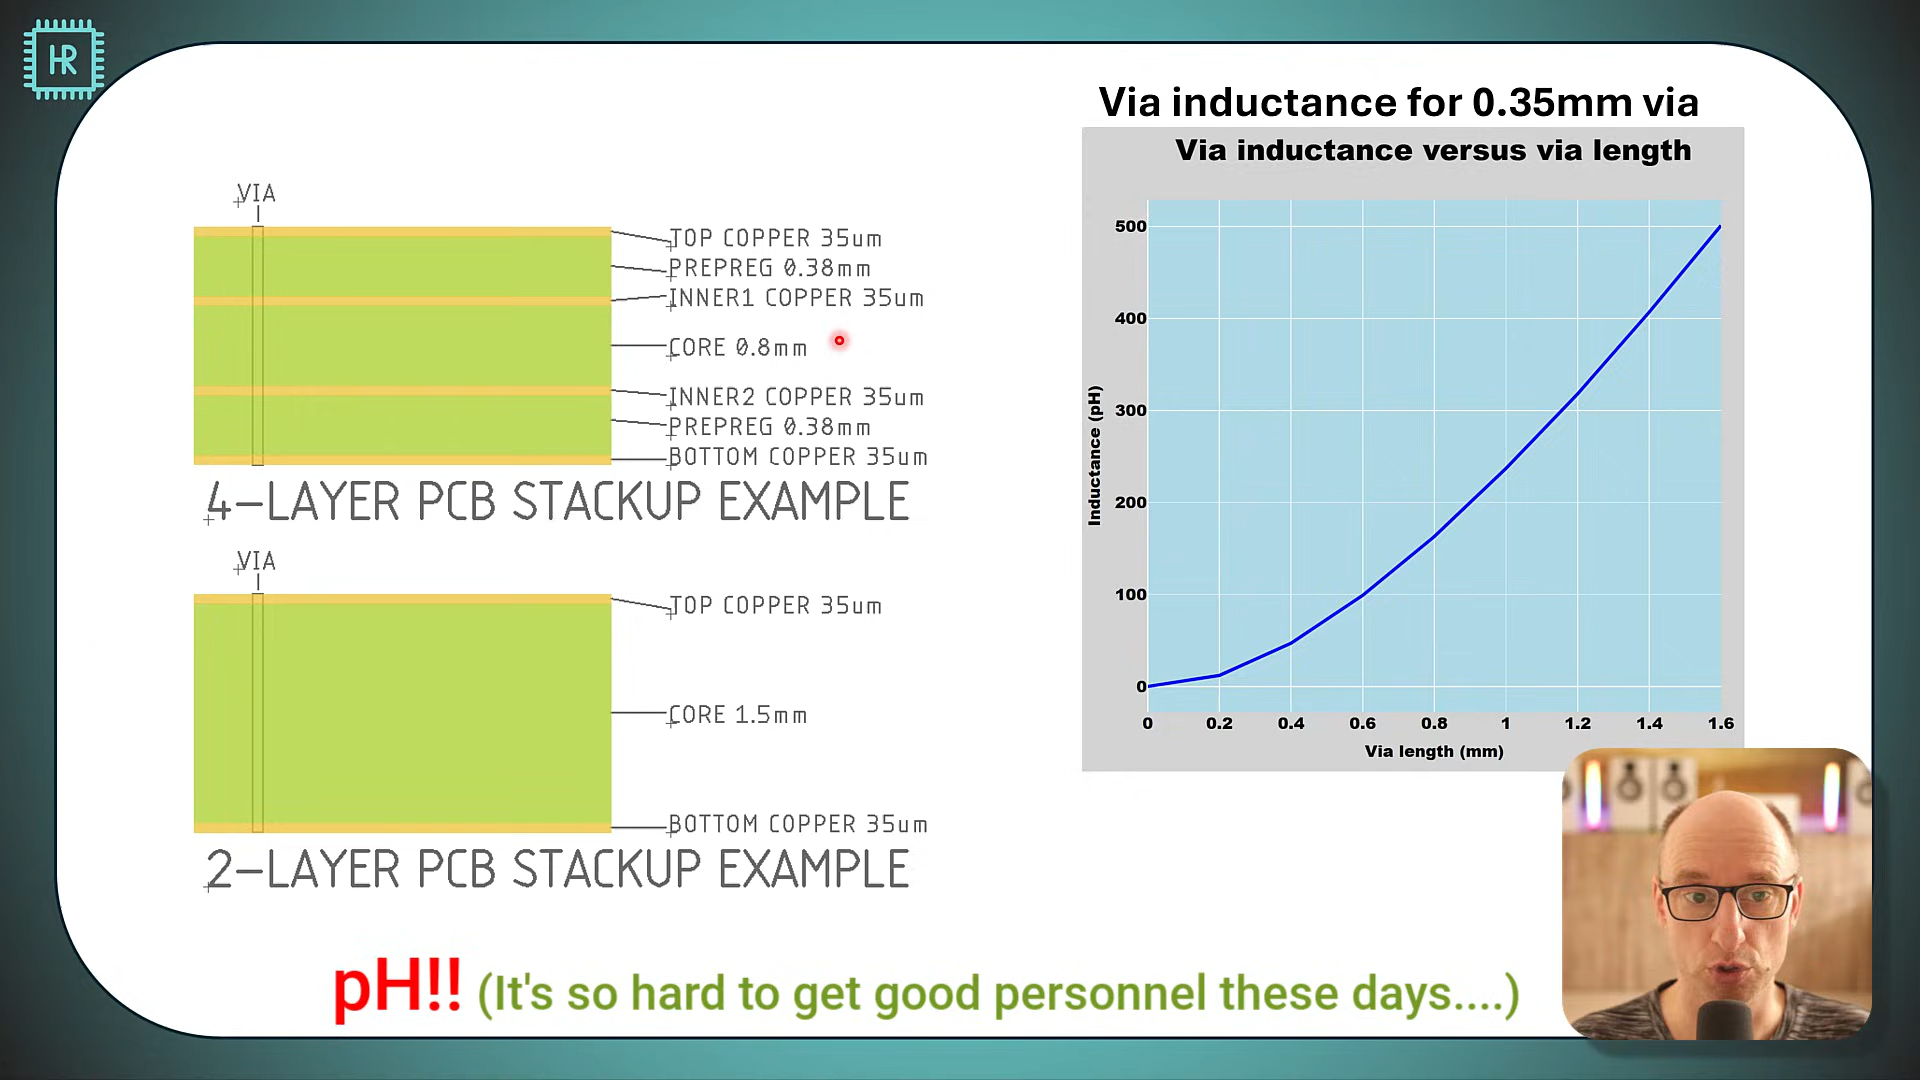 HR
VIA
TOP COPPER 35um
PREPREG 0.38mm
INNER1 COPPER 35um
CORE 0.8mm
INNER2 COPPER 35um
PREPREG 0.38mm
BOTTOM COPPER 35um
4-LAYER PCB STACKUP EXAMPLE
VIA
TOP COPPER 35um
CORE 1.5mm
BOTTOM COPPER 35um
2-LAYER PCB STACKUP EXAMPLE
Via inductance for 0.35mm via
Via inductance versus via length
Inductance (pH)
500
400
300
200
100
0
0 0.2 0.4 0.6 0.8 1 1.2 1.4 1.6
Via length (mm)
pH!! (It's so hard to get good personnel these days....)